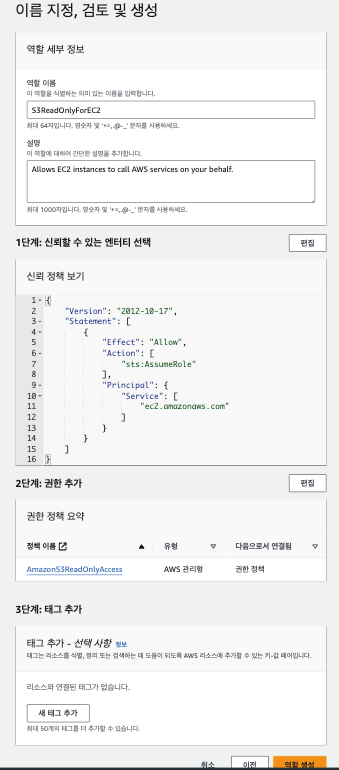 이름 지정, 검토 및 생성
역할 세부 정보
역할 이름
이 역할을 식별하는 의미 있는 이름을 입력합니다.
S3ReadOnlyForEC2
최대 64자입니다. 영숫자 및 '+=,.@-_' 문자를 사용하세요.
설명
이 역할에 대하여 간단한 설명을 추가합니다.
Allows EC2 instances to call AWS services on your behalf.
최대 1000자입니다. 영숫자 및 '+=,.@-_' 문자를 사용하세요.
1단계: 신뢰할 수 있는 엔터티 선택 편집
신뢰 정책 보기
1 {
2 "Version": "2012-10-17",
3 "Statement": [
4 {
5 "Effect": "Allow",
6 "Action": [
7 "sts:AssumeRole"
8 ],
9 "Principal": {
10 "Service": [
11 "ec2.amazonaws.com"
12 ]
13 }
14 }
15 ]
16 }
2단계: 권한 추가 편집
권한 정책 요약
정책 이름 유형 다음으로서 연결됨
AmazonS3ReadOnlyAccess AWS 관리형 권한 정책
3단계: 태그 추가
태그 추가 - 선택 사항 정보
태그는 리소스를 식별, 정리 또는 검색하는 데 도움이 되도록 AWS 리소스에 추가할 수 있는 키-값 페어입니다.
리소스와 연결된 태그가 없습니다.
새 태그 추가
최대 50개의 태그를 더 추가할 수 있습니다.
취소 이전 역할 생성